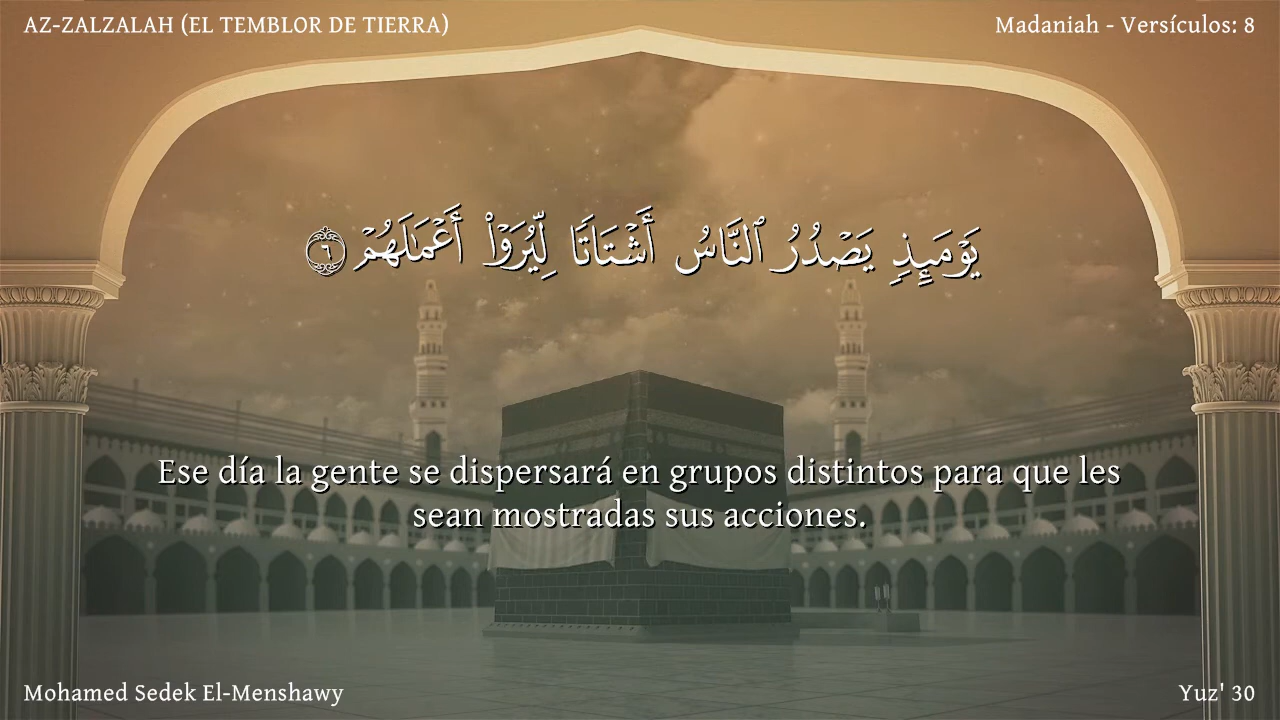 AZ-ZALZALAH (EL TEMBLOR DE TIERRA)
Madaniah - Versículos: 8
يَوْمَئِذٍ يَصْدُرُ ٱلنَّاسُ أَشْتَاتًا لِّيُرَوْا۟ أَعْمَٰلَهُمْ ٦
Ese día la gente se dispersará en grupos distintos para que les
sean mostradas sus acciones.
Mohamed Sedek El-Menshawy
Yuz' 30